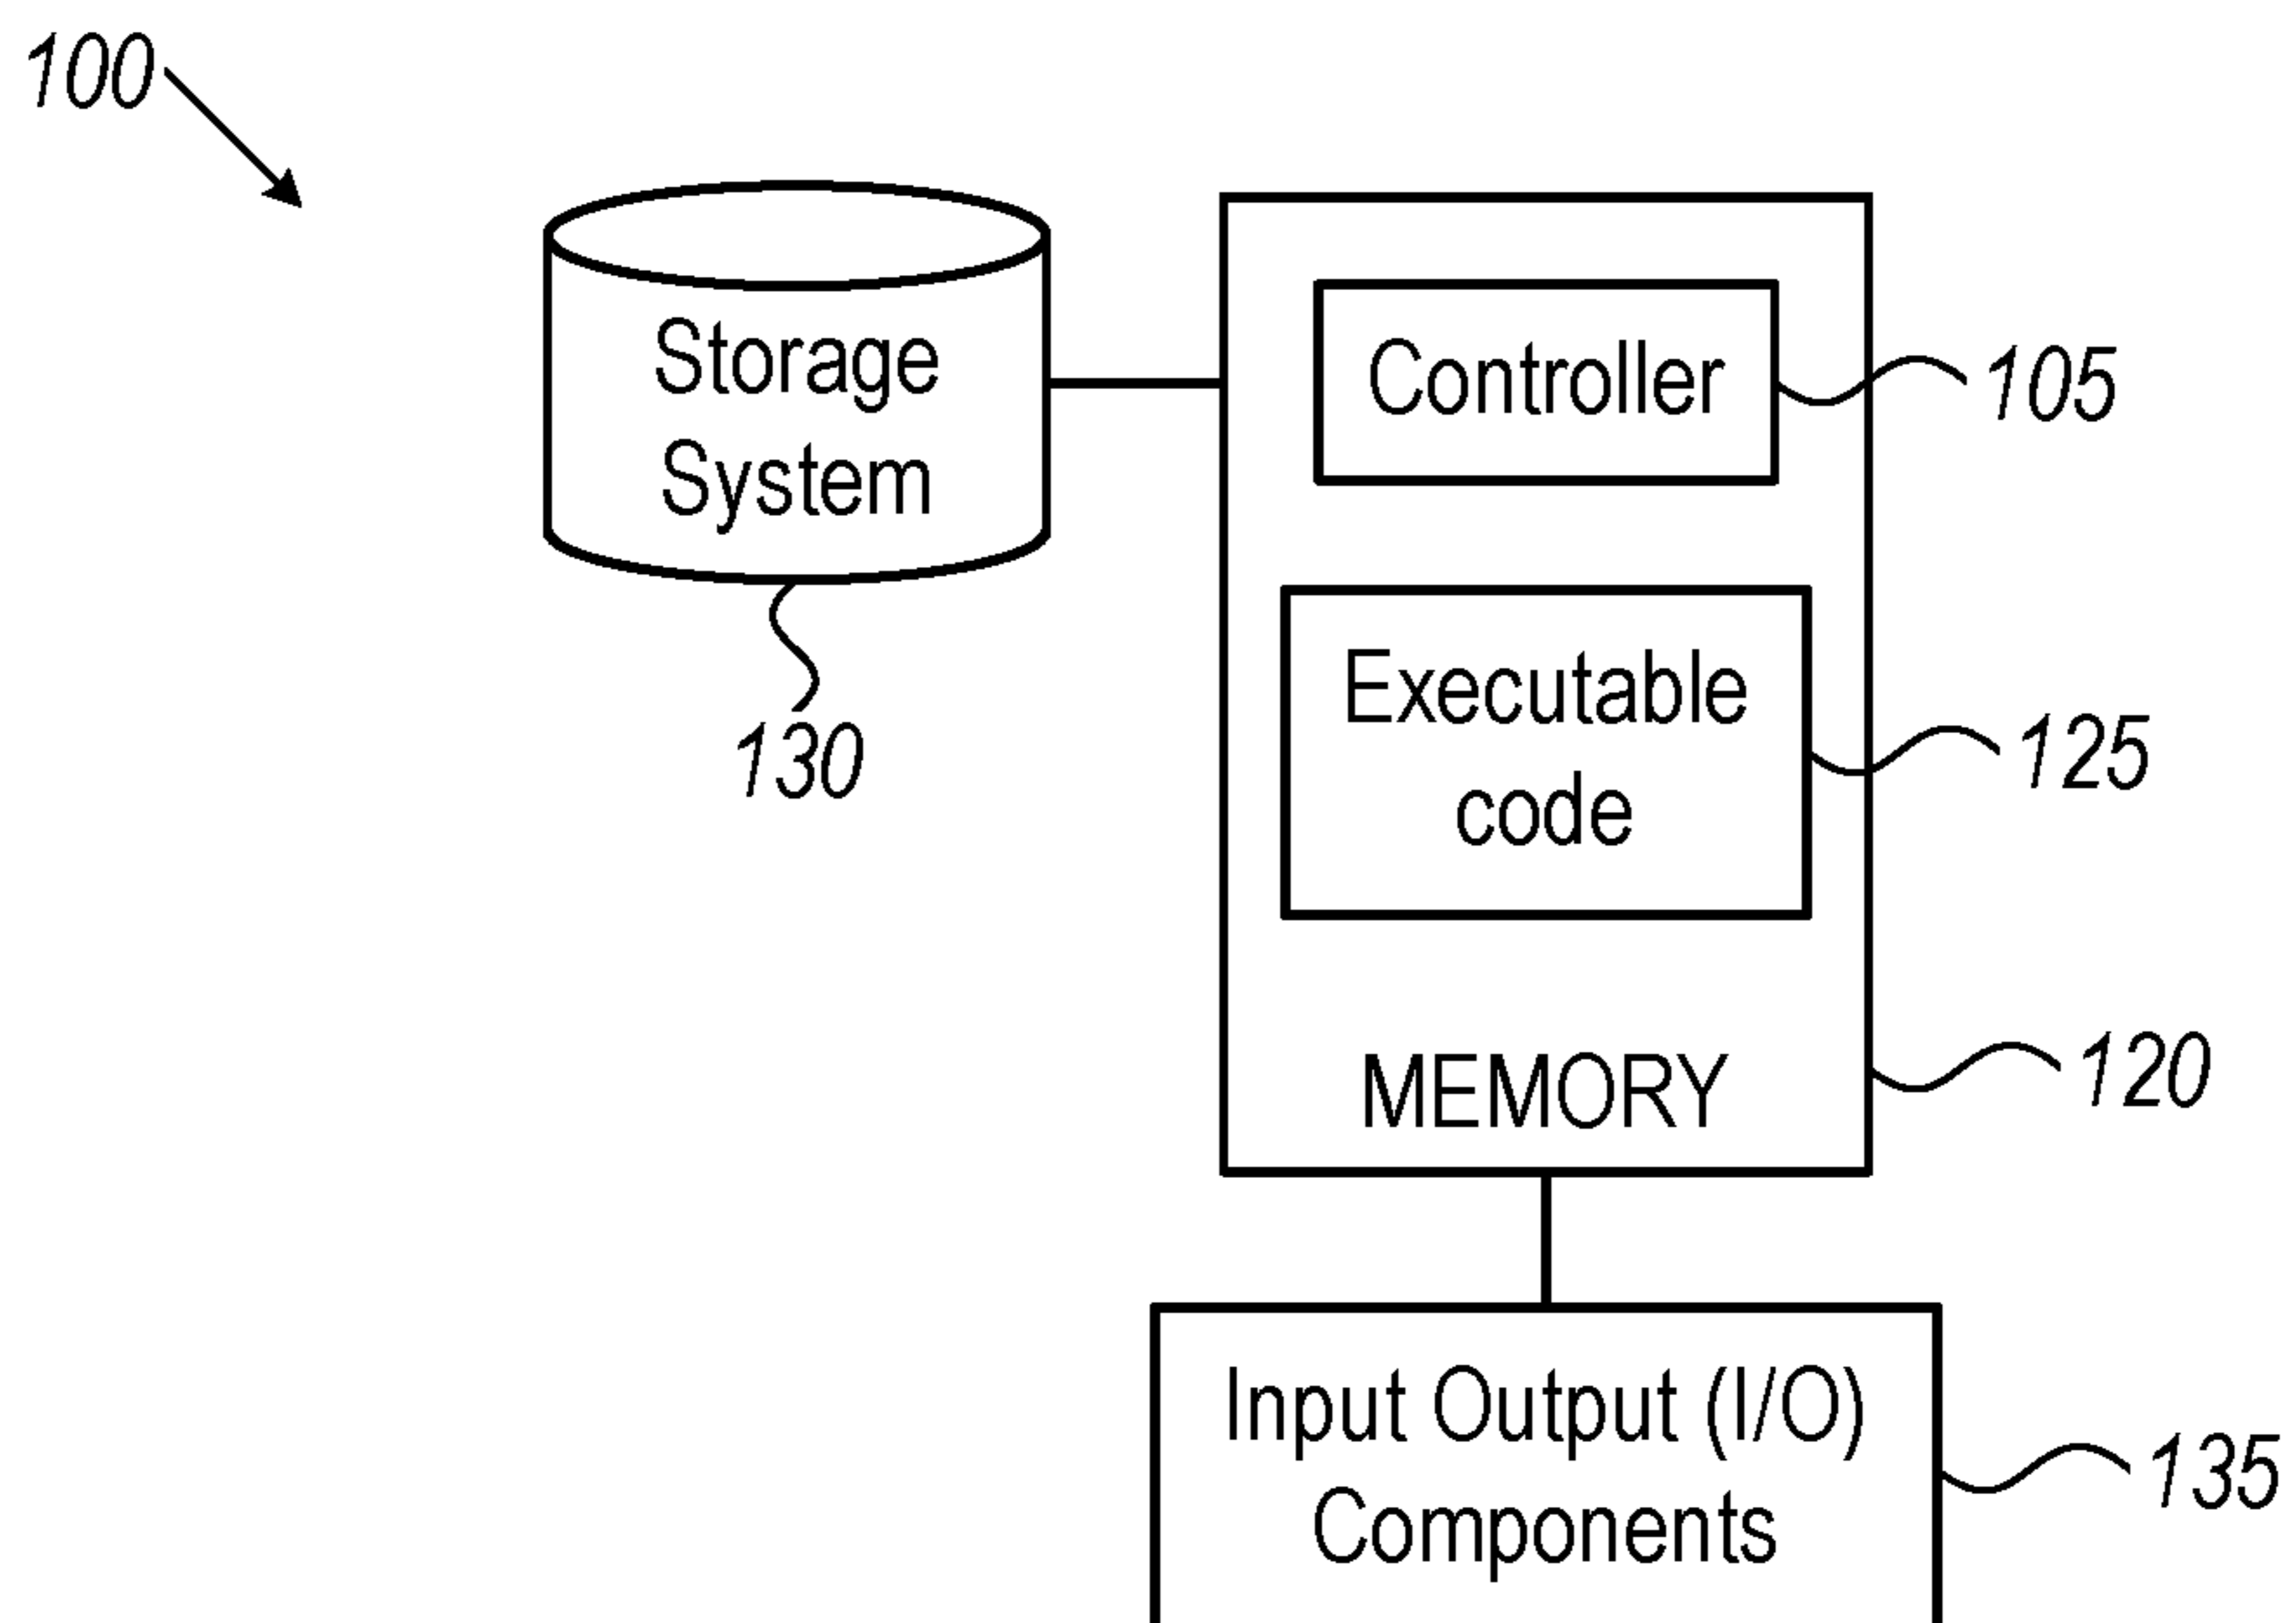 100
Storage
System
130
Controller
105
Executable
code
125
MEMORY
120
Input Output (I/O)
Components
135